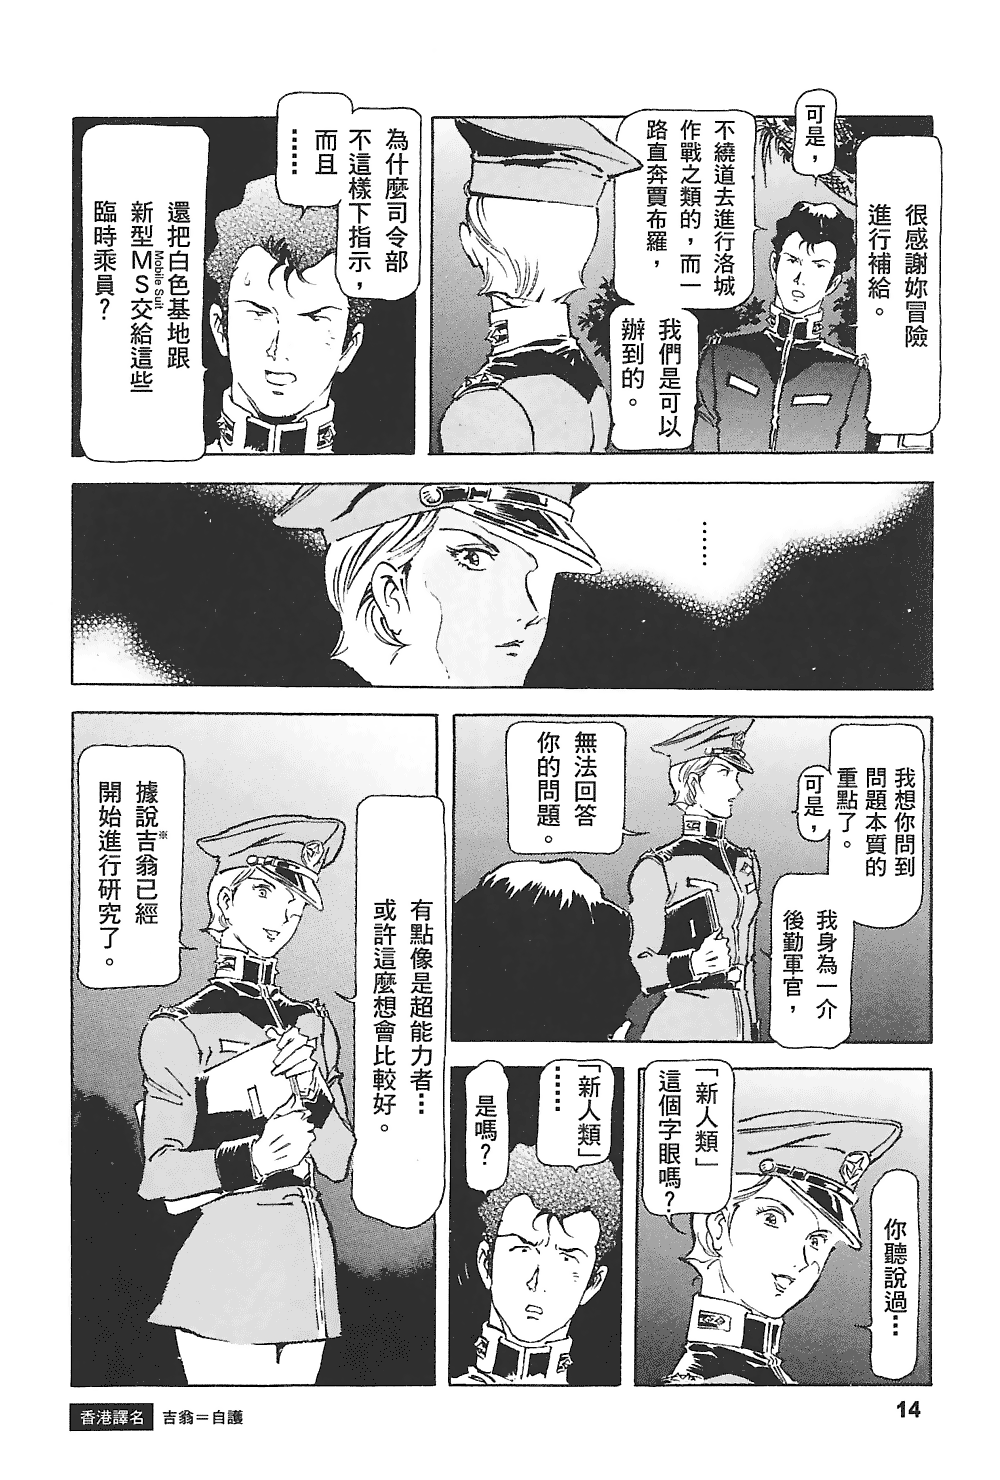 很感謝妳冒險
進行補給。
可是，
不繞道去進行洛城
作戰之類的，而一
路直奔賈布羅，
我們是可以
辦到的。
為什麼司令部
不這樣下指示，
而且
……
還把白色基地跟
新型MS交給這些
Mobile Suit
臨時乘員？
……
我想你問到
問題本質的
重點了。
可是，
我身為一介
後勤軍官，
無法回答
你的問題。
你聽說過…
「新人類」
這個字眼嗎？
「新人類」
……
是嗎？
有點像是超能力者…
或許這麼想會比較好。
據說吉翁※已經
開始進行研究了。
香港譯名 吉翁＝自護
14